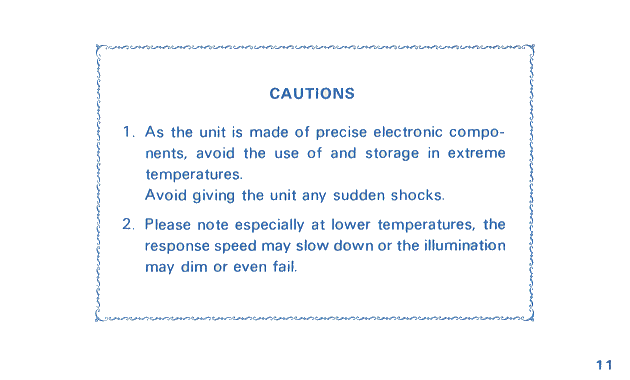 CAUTIONS
1. As the unit is made of precise electronic compo-
nents, avoid the use of and storage in extreme
temperatures.
Avoid giving the unit any sudden shocks.
2. Please note especially at lower temperatures, the
response speed may slow down or the illumination
may dim or even fail.
11